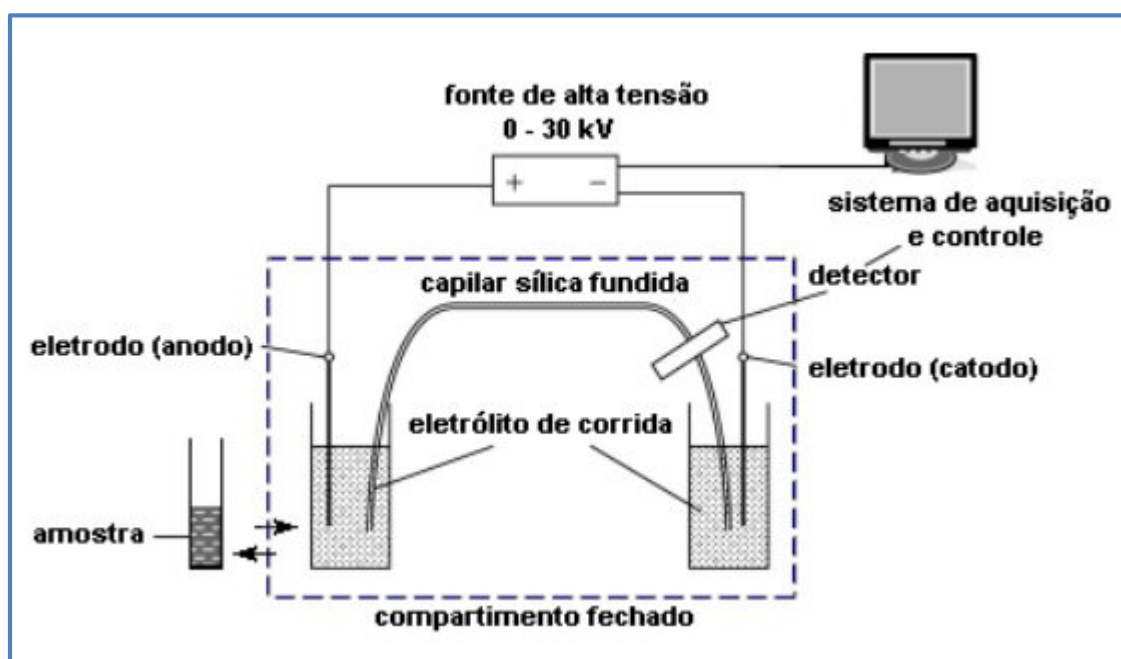 fonte de alta tensão
0 - 30 kV
+ −
sistema de aquisição
e controle
detector
capilar sílica fundida
eletrodo (anodo)
eletrodo (catodo)
eletrólito de corrida
amostra
compartimento fechado